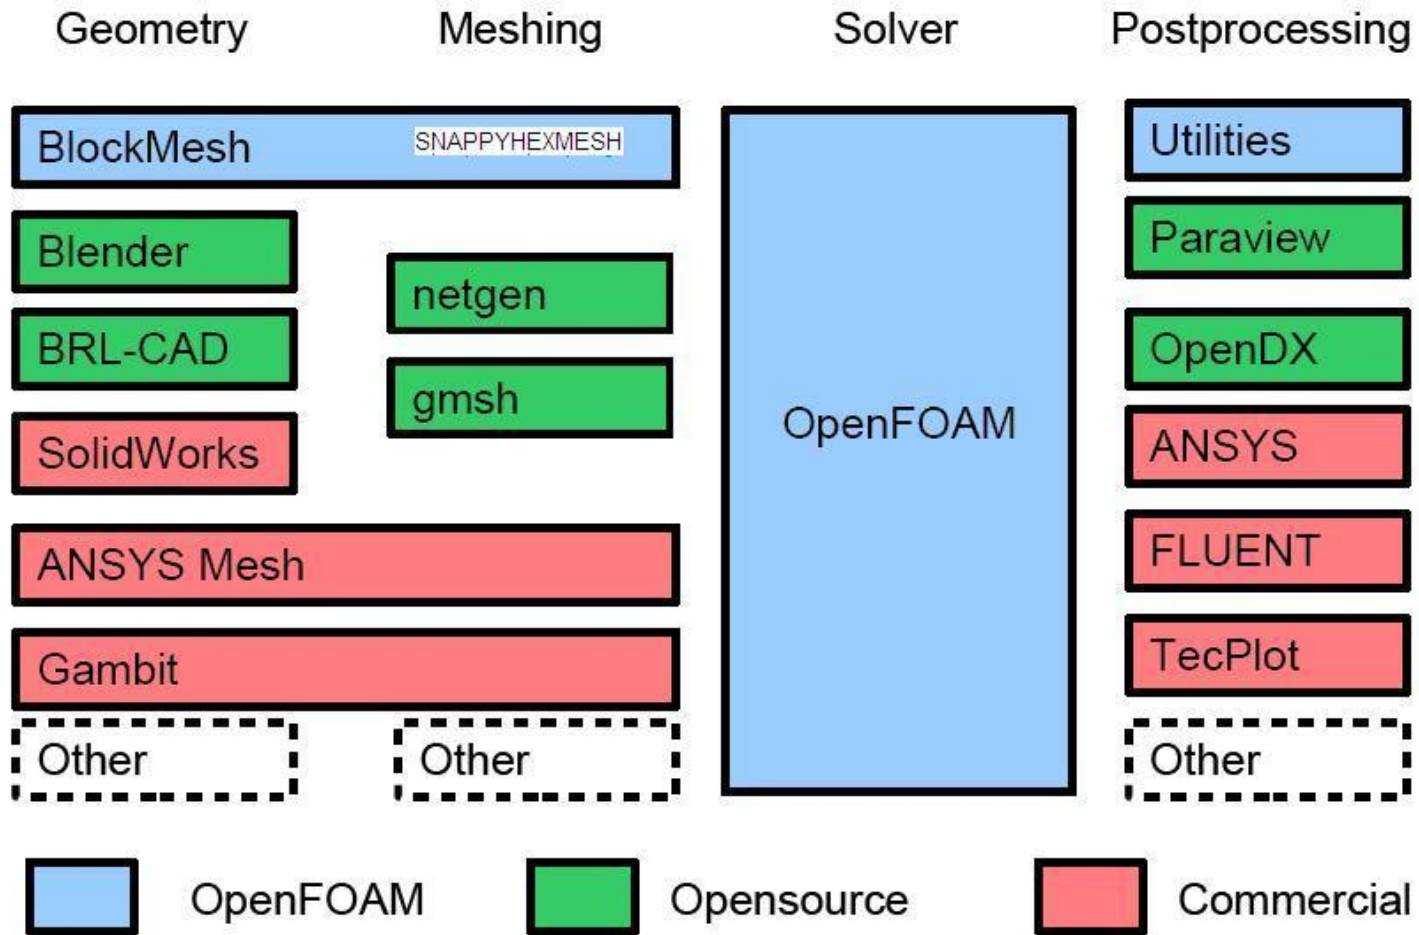 Geometry Meshing Solver Postprocessing
BlockMesh SNAPPYHEXMESH
Utilities
Blender
netgen
Paraview
BRL-CAD
gmsh
OpenDX
SolidWorks
OpenFOAM
ANSYS
ANSYS Mesh
FLUENT
Gambit
TecPlot
Other Other Other
OpenFOAM Opensource Commercial